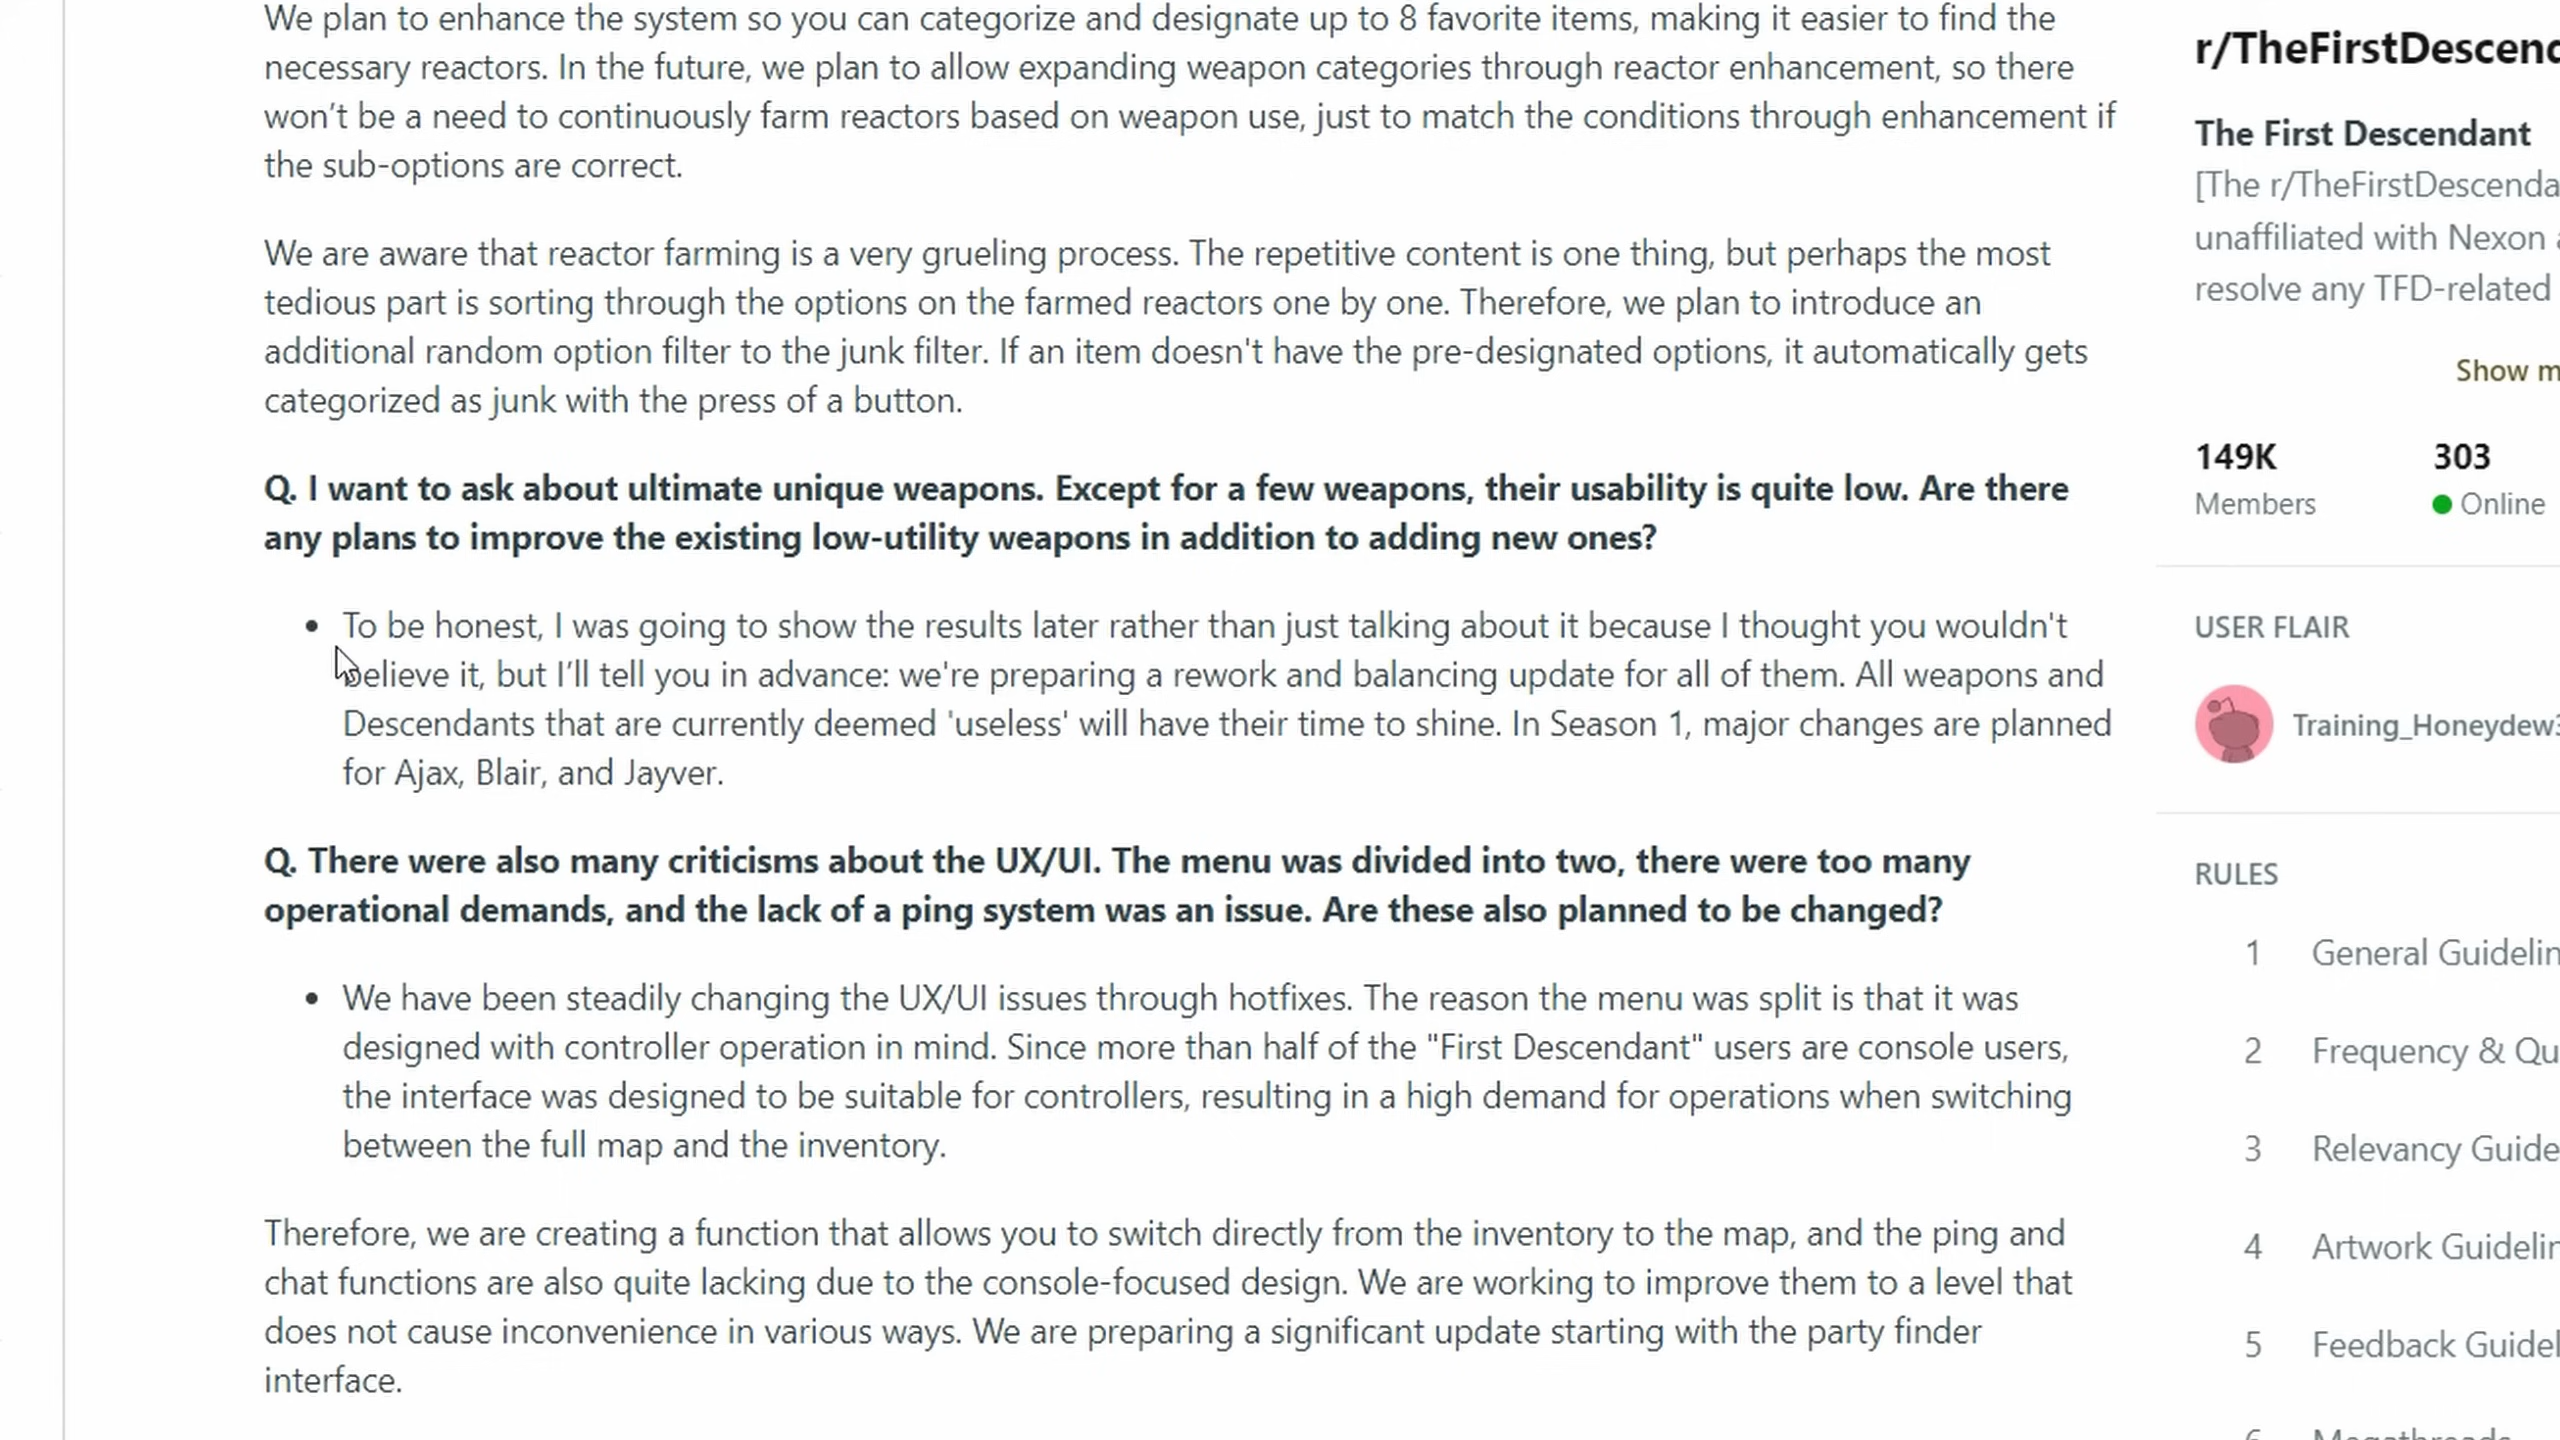 We plan to enhance the system so you can categorize and designate up to 8 favorite items, making it easier to find the
necessary reactors. In the future, we plan to allow expanding weapon categories through reactor enhancement, so there
won’t be a need to continuously farm reactors based on weapon use, just to match the conditions through enhancement if
the sub-options are correct.
We are aware that reactor farming is a very grueling process. The repetitive content is one thing, but perhaps the most
tedious part is sorting through the options on the farmed reactors one by one. Therefore, we plan to introduce an
additional random option filter to the junk filter. If an item doesn't have the pre-designated options, it automatically gets
categorized as junk with the press of a button.
Q. I want to ask about ultimate unique weapons. Except for a few weapons, their usability is quite low. Are there
any plans to improve the existing low-utility weapons in addition to adding new ones?
• To be honest, I was going to show the results later rather than just talking about it because I thought you wouldn't
believe it, but I’ll tell you in advance: we're preparing a rework and balancing update for all of them. All weapons and
Descendants that are currently deemed 'useless' will have their time to shine. In Season 1, major changes are planned
for Ajax, Blair, and Jayver.
Q. There were also many criticisms about the UX/UI. The menu was divided into two, there were too many
operational demands, and the lack of a ping system was an issue. Are these also planned to be changed?
• We have been steadily changing the UX/UI issues through hotfixes. The reason the menu was split is that it was
designed with controller operation in mind. Since more than half of the "First Descendant" users are console users,
the interface was designed to be suitable for controllers, resulting in a high demand for operations when switching
between the full map and the inventory.
Therefore, we are creating a function that allows you to switch directly from the inventory to the map, and the ping and
chat functions are also quite lacking due to the console-focused design. We are working to improve them to a level that
does not cause inconvenience in various ways. We are preparing a significant update starting with the party finder
interface.
r/TheFirstDescend
The First Descendant
[The r/TheFirstDescenda
unaffiliated with Nexon a
resolve any TFD-related
Show m
149K 303
Members Online
USER FLAIR
Training_Honeydew3
RULES
1 General Guidelin
2 Frequency & Qu
3 Relevancy Guide
4 Artwork Guidelin
5 Feedback Guidel